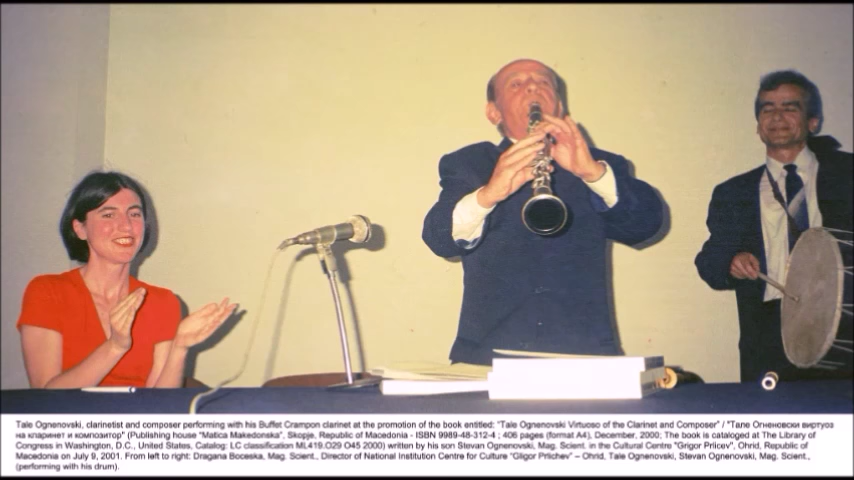 Tale Ognenovski, clarinetist and composer performing with his Buffet Crampon clarinet at the promotion of the book entitled: "Tale Ognenovski Virtuoso of the Clarinet and Composer" / "Тале Огненовски виртуоз
на кларинет и композитор" (Publishing house "Matica Makedonska", Skopje, Republic of Macedonia - ISBN 9989-48-312-4 ; 406 pages (format A4), December, 2000; The book is cataloged at The Library of
Congress in Washington, D.C., United States, Catalog: LC classification ML419.O29 O45 2000) written by his son Stevan Ognenovski, Mag. Scient. in the Cultural Centre "Grigor Prlicev", Ohrid, Republic of
Macedonia on July 9, 2001. From left to right: Dragana Boceska, Mag. Scient., Director of National Institution Centre for Culture "Gligor Prlichev" – Ohrid, Tale Ognenovski, Stevan Ognenovski, Mag. Scient.,
(performing with his drum).